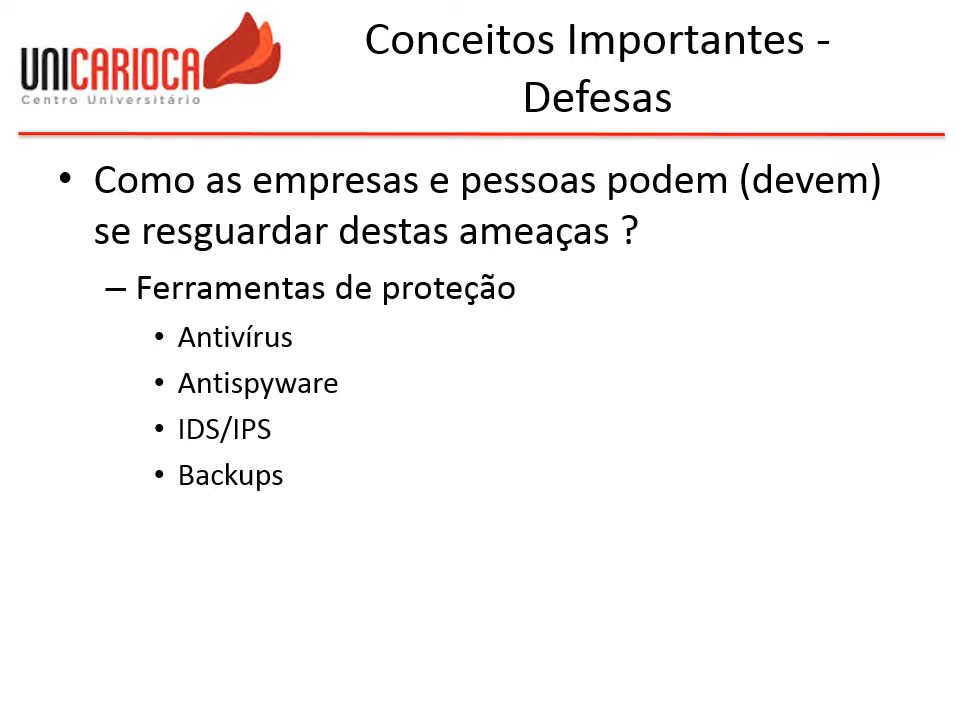 UNICARIOCA
Centro Universitário
Conceitos Importantes -
Defesas
• Como as empresas e pessoas podem (devem)
se resguardar destas ameaças ?
– Ferramentas de proteção
• Antivírus
• Antispyware
• IDS/IPS
• Backups